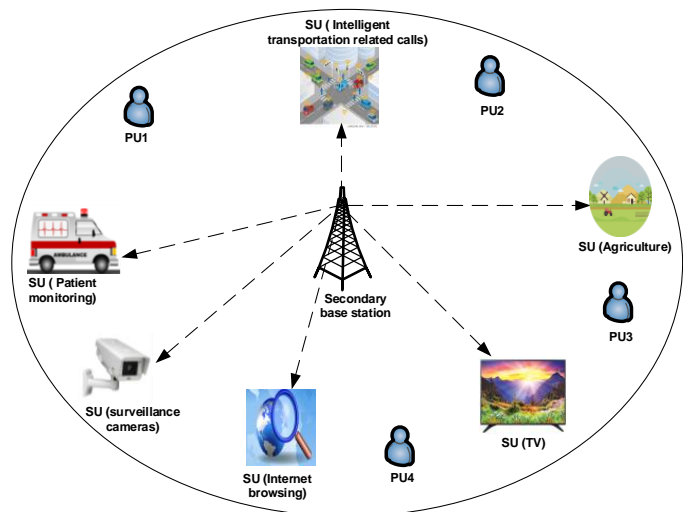 SU ( Intelligent
transportation related calls)
PU1
PU2
AMBULANCE
SU ( Patient
monitoring)
SU (Agriculture)
Secondary
base station
PU3
SU (surveillance
cameras)
SU (TV)
SU (Internet
browsing)
PU4